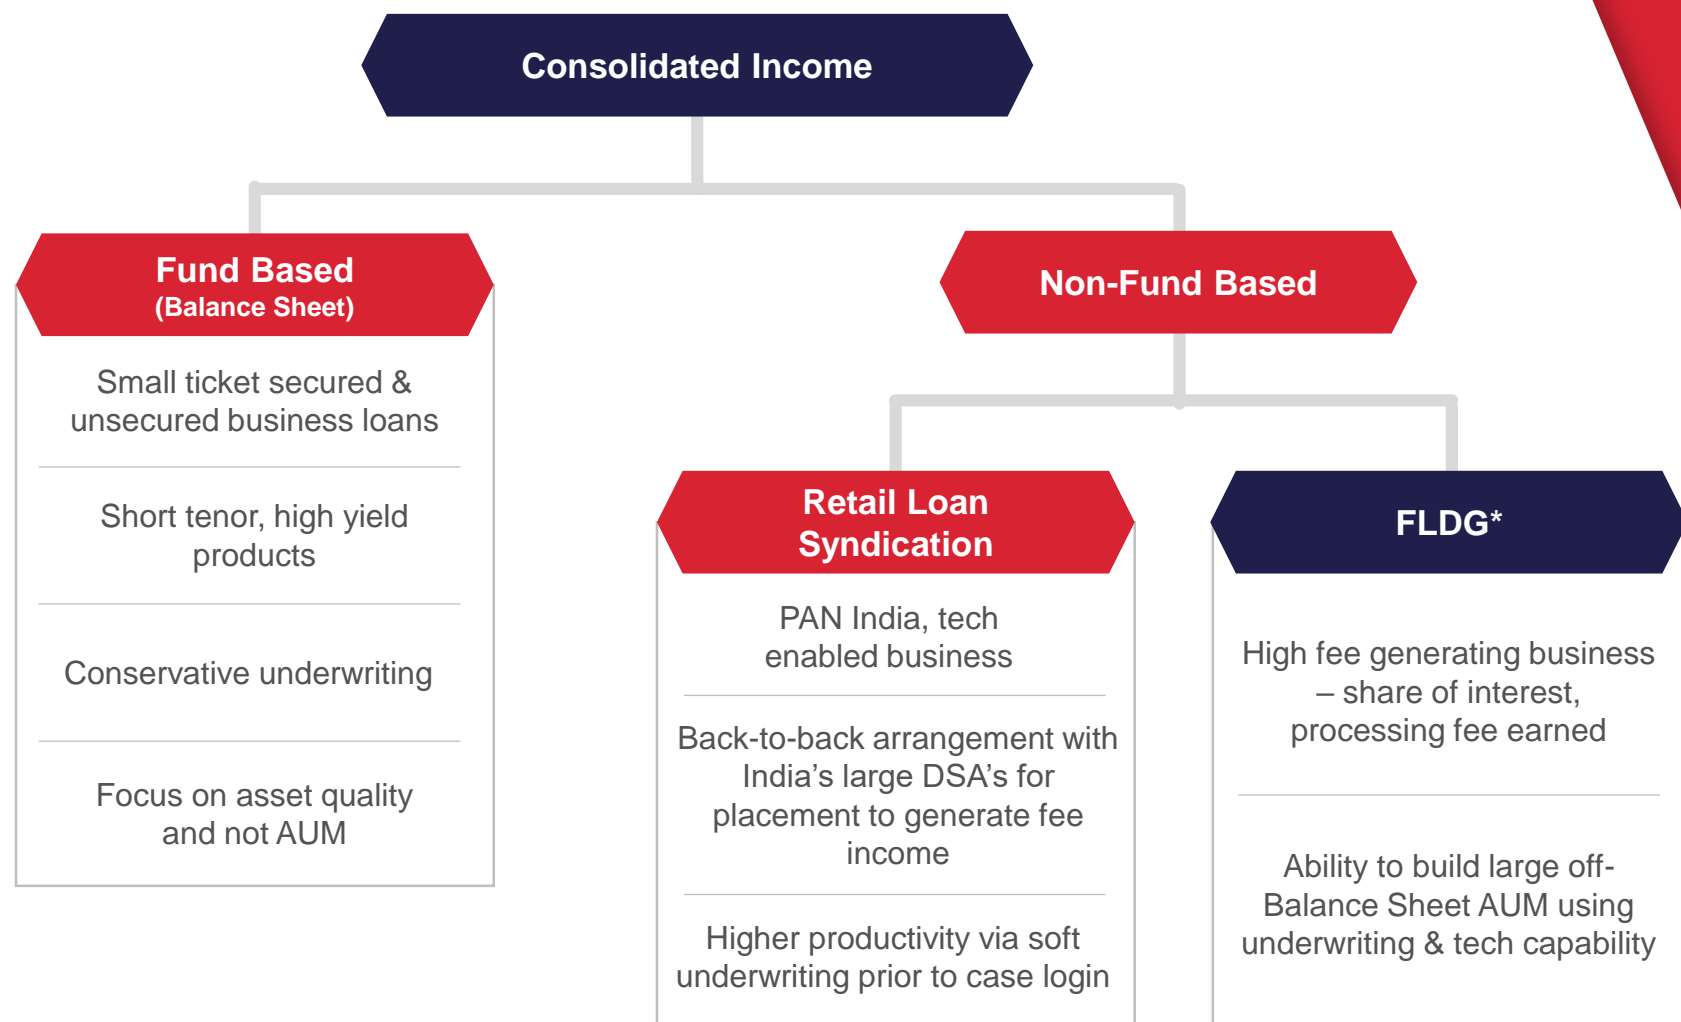 Consolidated Income
Fund Based
(Balance Sheet)
Small ticket secured &
unsecured business loans
Short tenor, high yield
products
Conservative underwriting
Focus on asset quality
and not AUM
Non-Fund Based
Retail Loan
Syndication
PAN India, tech
enabled business
Back-to-back arrangement with
India’s large DSA’s for
placement to generate fee
income
Higher productivity via soft
underwriting prior to case login
FLDG*
High fee generating business
– share of interest,
processing fee earned
Ability to build large off-
Balance Sheet AUM using
underwriting & tech capability